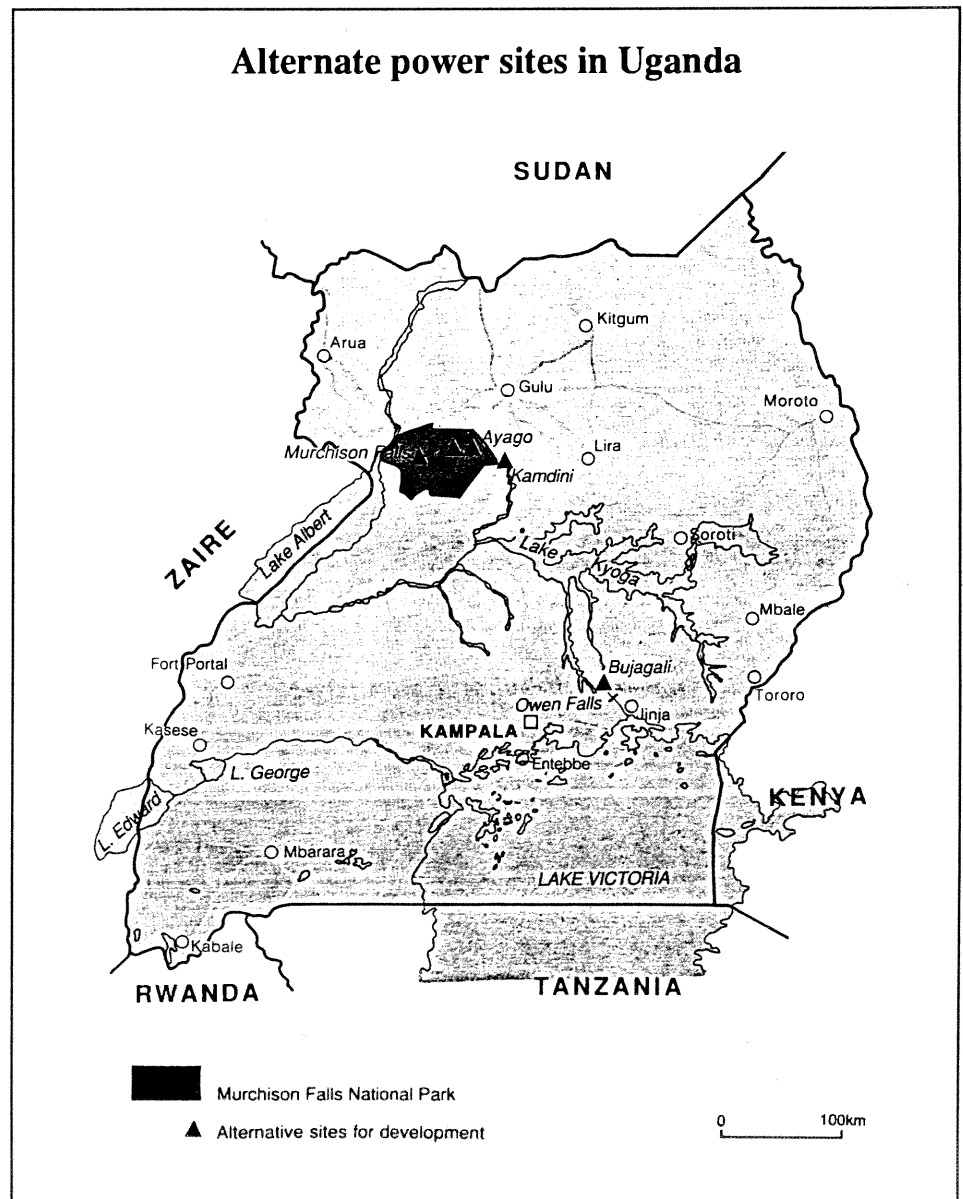 Alternate power sites in Uganda
SUDAN
Kitgum
Arua
Gulu
Moroto
Ayago
Murchison Falls
Lira
Kamdini
Lake Albert
ZAIRE
Soroti
Lake Kyoga
Mbale
Fort Portal
Bujagali
Tororo
Owen Falls
Jinja
KAMPALA
Kasese
Entebbe
L. George
KENYA
L. Edward
Mbarara
LAKE VICTORIA
Kabale
RWANDA
TANZANIA
Murchison Falls National Park
Alternative sites for development
0 100km